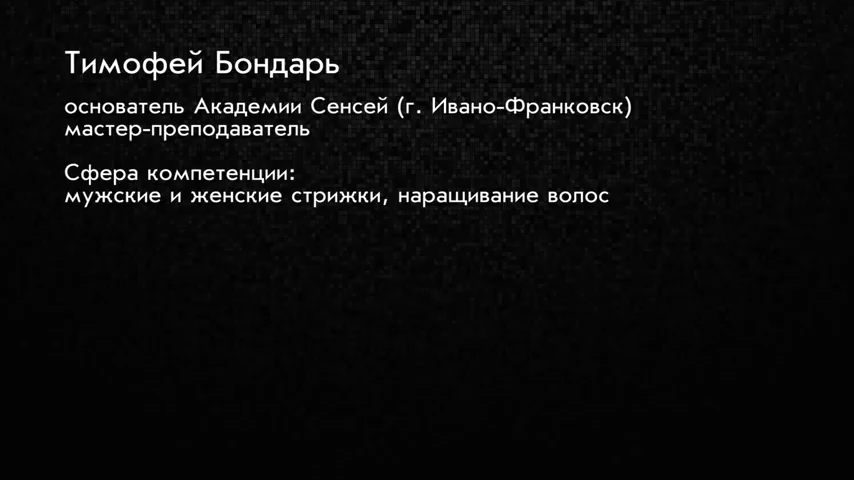 Тимофей Бондарь
основатель Академии Сенсей (г. Ивано-Франковск)
мастер-преподаватель
Сфера компетенции:
мужские и женские стрижки, наращивание волос